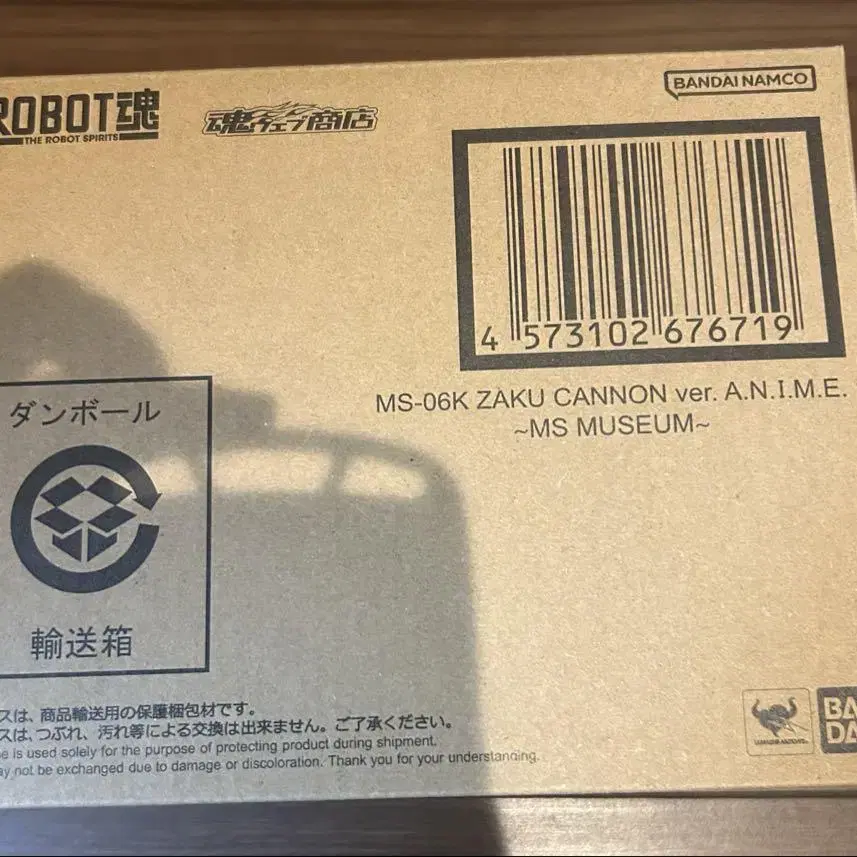 ROBOT魂
THE ROBOT SPIRITS
魂ウェブ商店
BANDAI NAMCO
4 573102 676719
MS-06K ZAKU CANNON ver. A.N.I.M.E.
~MS MUSEUM~
ダンボール
輸送箱
スは、商品輸送用の保護梱包材です。
スは、つぶれ、汚れ等による交換は出来ません。ご了承ください。
is used solely for the purpose of protecting product during shipment.
not be exchanged due to damage or discoloration. Thank you for your understanding.
TAMASHII NATIONS
BA
DA